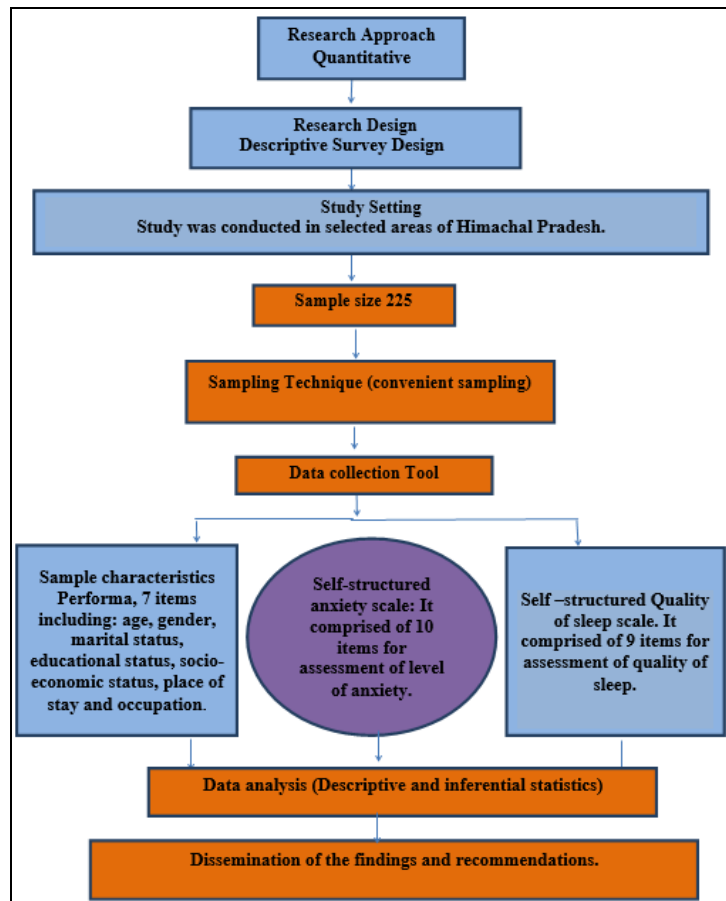 Research Approach
Quantitative
Research Design
Descriptive Survey Design
Study Setting
Study was conducted in selected areas of Himachal Pradesh.
Sample size 225
Sampling Technique (convenient sampling)
Data collection Tool
Sample characteristics
Performa, 7 items
including: age, gender,
marital status,
educational status, socio-
economic status, place of
stay and occupation.
Self-structured
anxiety scale: It
comprised of 10
items for
assessment of level
of anxiety.
Self –structured Quality
of sleep scale. It
comprised of 9 items for
assessment of quality of
sleep.
Data analysis (Descriptive and inferential statistics)
Dissemination of the findings and recommendations.